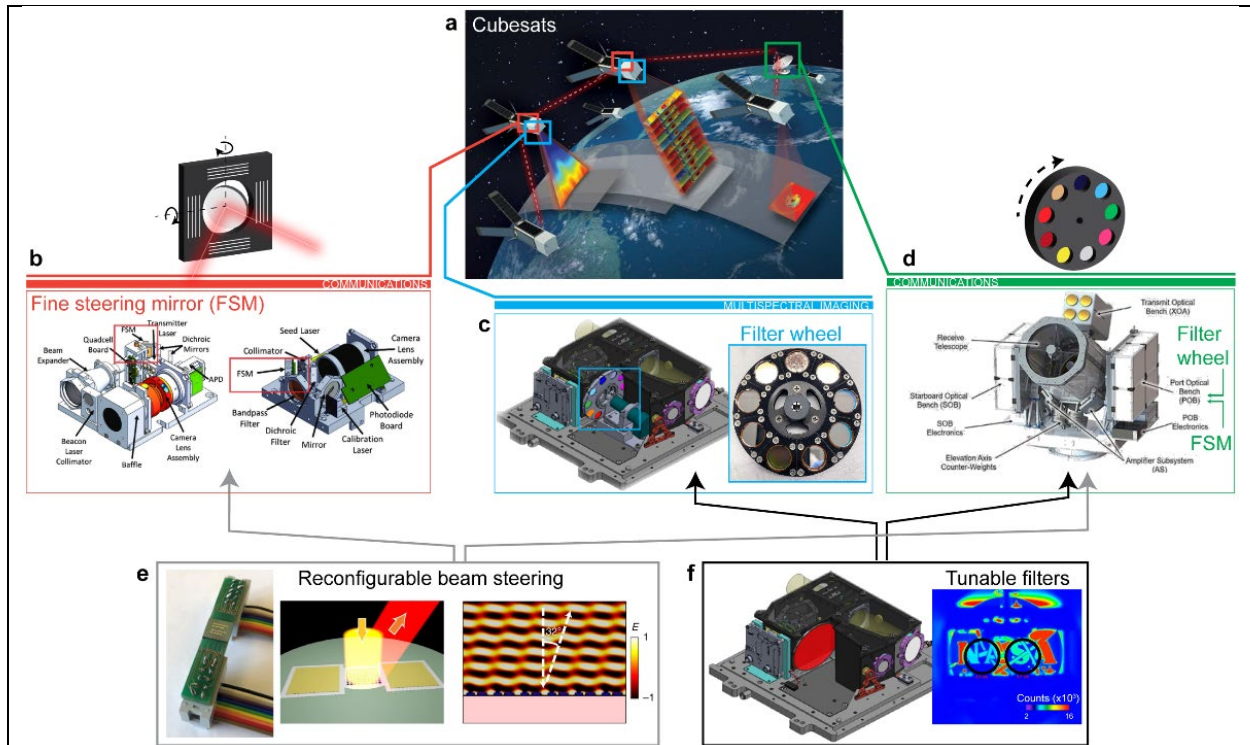 a
Cubesats
b
COMMUNICATIONS
Fine steering mirror (FSM)
FSM
Transmitter
Laser
Quadcell
Board
Dichroic
Mirrors
Beam
Expander
APD
Beacon
Laser
Collimator
Baffle
Camera
Lens
Assembly
Seed Laser
Collimator
FSM
Camera
Lens
Assembly
Bandpass
Filter
Dichroic
Filter
Mirror
Calibration
Laser
Photodiode
Board
MULTISPECTRAL IMAGING
c
Filter wheel
d
COMMUNICATIONS
Transmit Optical
Bench (XOA)
Receive
Telescope
Filter
wheel
Starboard Optical
Bench (SOB)
Port Optical
Bench
(POB)
SOB
Electronics
POB
Electronics
FSM
Elevation Axis
Counter-Weights
Amplifier Subsystem
(AS)
e
Reconfigurable beam steering
32°
E
1
−1
f
Tunable filters
Counts (x10³)
2
16